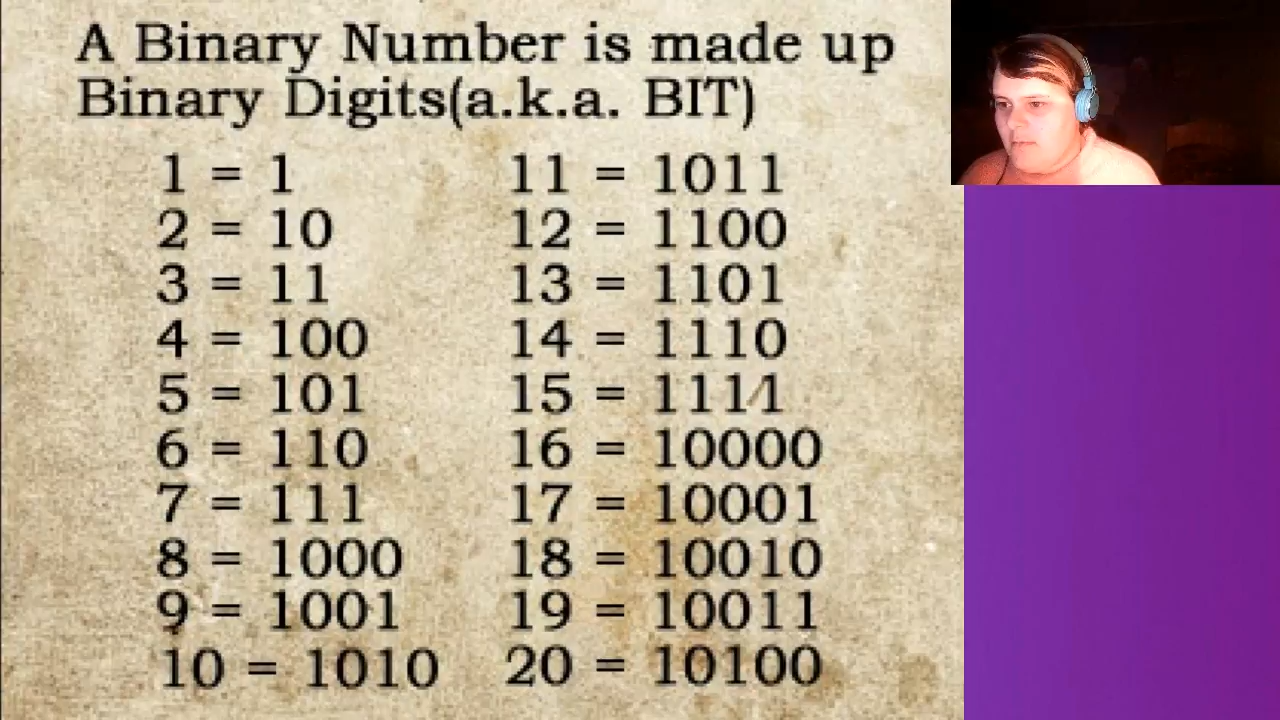 A Binary Number is made up
Binary Digits(a.k.a. BIT)
1 = 1
2 = 10
3 = 11
4 = 100
5 = 101
6 = 110
7 = 111
8 = 1000
9 = 1001
10 = 1010
11 = 1011
12 = 1100
13 = 1101
14 = 1110
15 = 1111
16 = 10000
17 = 10001
18 = 10010
19 = 10011
20 = 10100